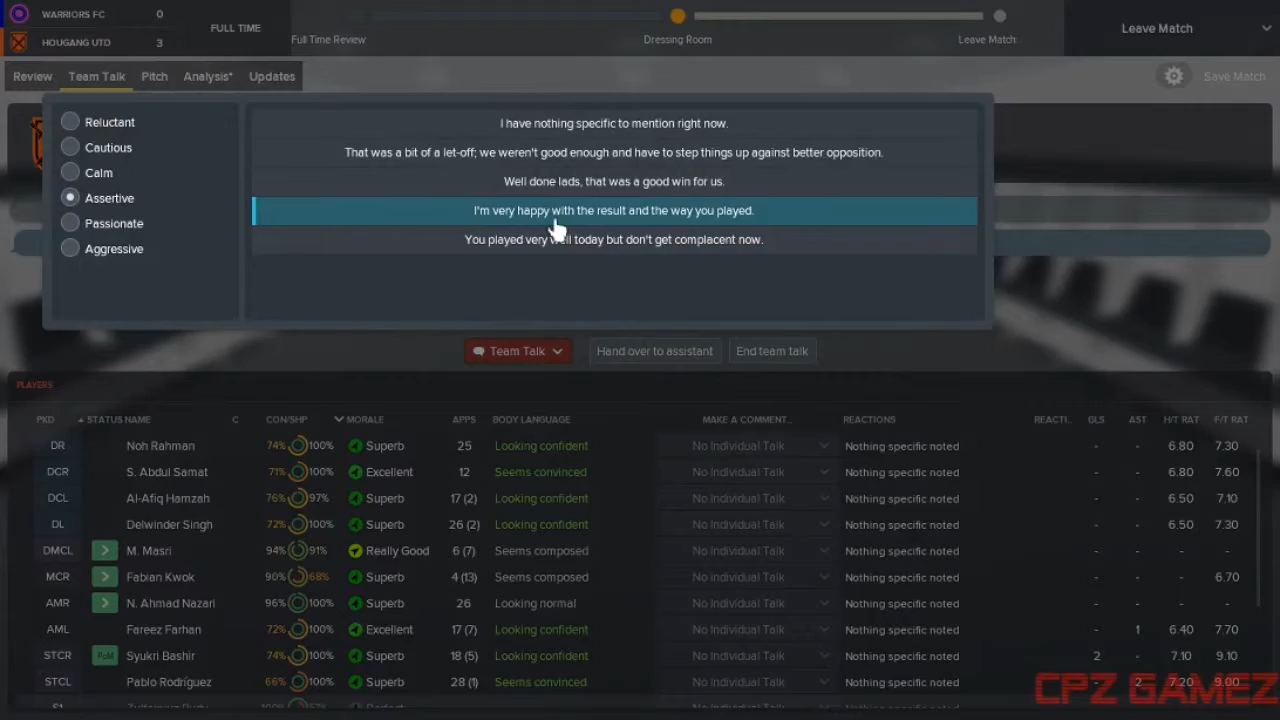 WARRIORS FC 0
HOUGANG UTD 3
FULL TIME
Full Time Review
Dressing Room
Leave Match
Leave Match
Review Team Talk Pitch Analysis* Updates
Save Match
Reluctant
Cautious
Calm
Assertive
Passionate
Aggressive
I have nothing specific to mention right now.
That was a bit of a let-off; we weren't good enough and have to step things up against better opposition.
Well done lads, that was a good win for us.
I'm very happy with the result and the way you played.
You played very well today but don't get complacent now.
Team Talk Hand over to assistant End team talk
PLAYERS
PKD STATUS NAME C CON/SHP MORALE APPS BODY LANGUAGE MAKE A COMMENT... REACTIONS REACTI... GLS AST H/T RAT F/T RAT
DR Noh Rahman 74% 100% Superb 25 Looking confident No Individual Talk Nothing specific noted - - 6.80 7.30
DCR S. Abdul Samat 71% 100% Excellent 12 Seems convinced No Individual Talk Nothing specific noted - - 6.80 7.60
DCL Al-Afiq Hamzah 76% 97% Superb 17 (2) Looking confident No Individual Talk Nothing specific noted - - 6.50 7.10
DL Delwinder Singh 72% 100% Superb 26 (2) Looking confident No Individual Talk Nothing specific noted - - 6.50 7.30
DMCL M. Masri 94% 91% Really Good 6 (7) Seems composed No Individual Talk Nothing specific noted - - - -
MCR Fabian Kwok 90% 68% Superb 4 (13) Seems composed No Individual Talk Nothing specific noted - - - 6.70
AMR N. Ahmad Nazari 96% 100% Superb 26 Looking normal No Individual Talk Nothing specific noted - - - -
AML Fareez Farhan 72% 100% Excellent 17 (7) Looking confident No Individual Talk Nothing specific noted - 1 6.40 7.70
STCR PoM Syukri Bashir 74% 100% Superb 18 (5) Looking confident No Individual Talk Nothing specific noted 2 - 7.10 9.10
STCL Pablo Rodríguez 66% 100% Superb 28 (1) Seems convinced No Individual Talk Nothing specific noted - 2 7.20 9.00
CPZ GAMEZ